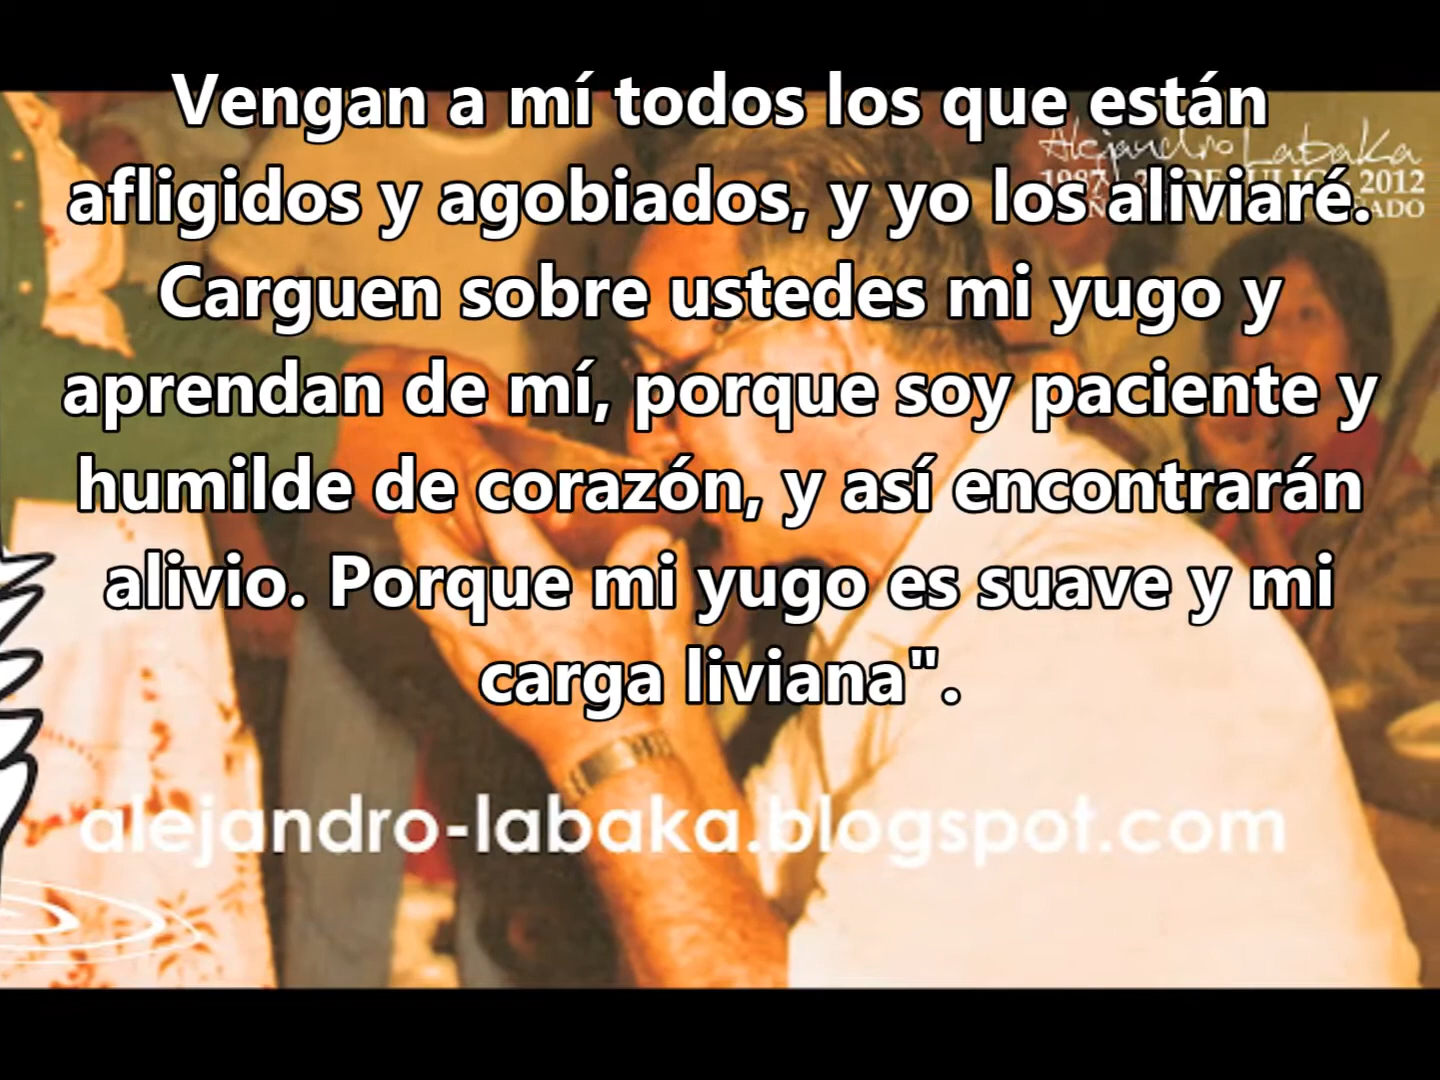 Vengan a mí todos los que están
afligidos y agobiados, y yo los aliviaré.
Carguen sobre ustedes mi yugo y
aprendan de mí, porque soy paciente y
humilde de corazón, y así encontrarán
alivio. Porque mi yugo es suave y mi
carga liviana".
Alejandro Labaka
1987 2012
alejandro-labaka.blogspot.com